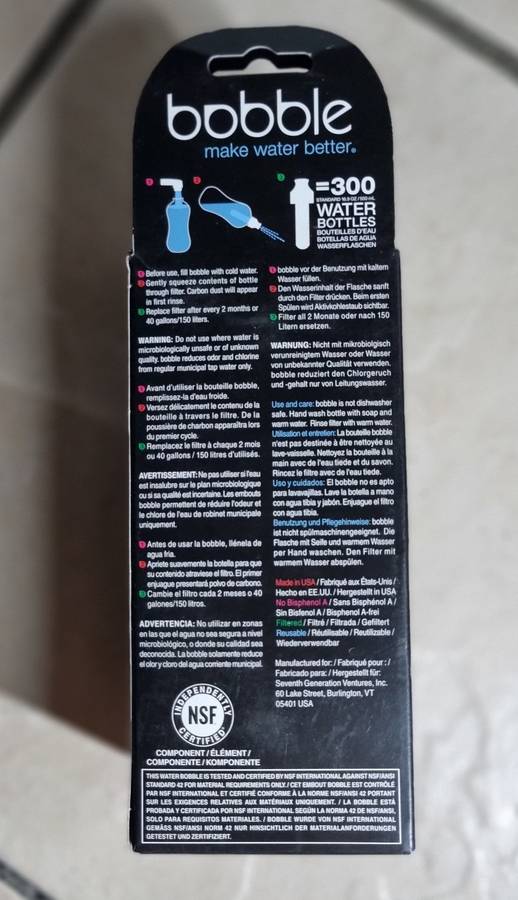 bobble
make water better.
1
2
3
=300
STANDARD 16.9 OZ / 500 mL
WATER
BOTTLES
BOUTEILLES D'EAU
BOTELLAS DE AGUA
WASSERFLASCHEN
1 Before use, fill bobble with cold water.
2 Gently squeeze contents of bottle
through filter. Carbon dust will appear
in first rinse.
3 Replace filter after every 2 months or
40 gallons/150 liters.
WARNING: Do not use where water is
microbiologically unsafe or of unknown
quality. bobble reduces odor and chlorine
from regular municipal tap water only.
1 Avant d'utiliser la bouteille bobble,
remplissez-la d'eau froide.
2 Versez délicatement le contenu de la
bouteille à travers le filtre. De la
poussière de charbon apparaîtra lors
du premier cycle.
3 Remplacez le filtre à chaque 2 mois
ou 40 gallons / 150 litres d'utilisés.
AVERTISSEMENT: Ne pas utiliser si l'eau
est insalubre sur le plan microbiologique
ou si sa qualité est incertaine. Les embouts
bobble permettent de réduire l'odeur et
le chlore de l'eau de robinet municipale
uniquement.
1 Antes de usar la bobble, llénela de
agua fría.
2 Apriete suavemente la botella para que
su contenido atraviese el filtro. El primer
enjuague presentará polvo de carbono.
3 Cambie el filtro cada 2 meses o 40
galones/150 litros.
ADVERTENCIA: No utilizar en zonas
en las que el agua no sea segura a nivel
microbiológico, o donde su calidad sea
deconocida. La bobble solamente reduce
el olor y cloro del agua corriente municipal.
1 bobble vor der Benutzung mit kaltem
Wasser füllen.
2 Den Wasserinhalt der Flasche sanft
durch den Filter drücken. Beim ersten
Spülen wird Aktivkohlestaub sichtbar.
3 Filter all 2 Monate oder nach 150
Litern ersetzen.
WARNUNG: Nicht mit mikrobiolgisch
verunreinigtem Wasser oder Wasser
von unbekannter Qualität verwenden.
bobble reduziert den Chlorgeruch
und -gehalt nur von Leitungswasser.
Use and care: bobble is not dishwasher
safe. Hand wash bottle with soap and
warm water. Rinse filter with warm water.
Utilisation et entretien: La bouteille bobble
n'est pas destinée à être nettoyée au
lave-vaisselle. Nettoyez la bouteille à la
main avec de l'eau tiede et du savon.
Rincez le filtre avec de l'eau tiede.
Uso y cuidados: El bobble no es apto
para lavavajillas. Lave la botella a mano
con agua tibia y jabón. Enjuague el filtro
con agua tibia.
Benutzung und Pflegehinweise: bobble
ist nicht spülmaschinengeeignet. Die
Flasche mit Seife und warmem Wasser
per Hand waschen. Den Filter mit
warmem Wasser abspülen.
Made in USA / Fabriqué aux États-Unis /
Hecho en EE.UU. / Hergestellt in USA
No Bisphenol A / Sans Bisphénol A /
Sin Bisfenol A / Bisphenol A-frei
Filtered / Filtré / Filtrada / Gefiltert
Reusable / Réutilisable / Reutilizable /
Wiederverwendbar
Manufactured for: / Fabriqué pour : /
Fabricado para: / Hergestellt für:
Seventh Generation Ventures, Inc.
60 Lake Street, Burlington, VT
05401 USA
INDEPENDENTLY
NSF
CERTIFIED
COMPONENT / ÉLÉMENT /
COMPONENTE / KOMPONENTE
THIS WATER BOBBLE IS TESTED AND CERTIFIED BY NSF INTERNATIONAL AGAINST NSF/ANSI
STANDARD 42 FOR MATERIAL REQUIREMENTS ONLY. / CET EMBOUT BOBBLE EST CONTRÔLÉ
PAR NSF INTERNATIONAL ET CERTIFIÉ CONFORME À LA NORME NSF/ANSI 42 PORTANT
SUR LES EXIGENCES RELATIVES AUX MATÉRIAUX UNIQUEMENT. / LA BOBBLE ESTÁ
PROBADA Y CERTIFICADA POR NSF INTERNATIONAL SEGÚN LA NORMA 42 DE NSF/ANSI,
SOLO PARA REQUISITOS MATERIALES. / BOBBLE WURDE VON NSF INTERNATIONAL
GEMÄSS NSF/ANSI NORM 42 NUR HINSICHTLICH DER MATERIALANFORDERUNGEN
GETESTET UND ZERTIFIZIERT.